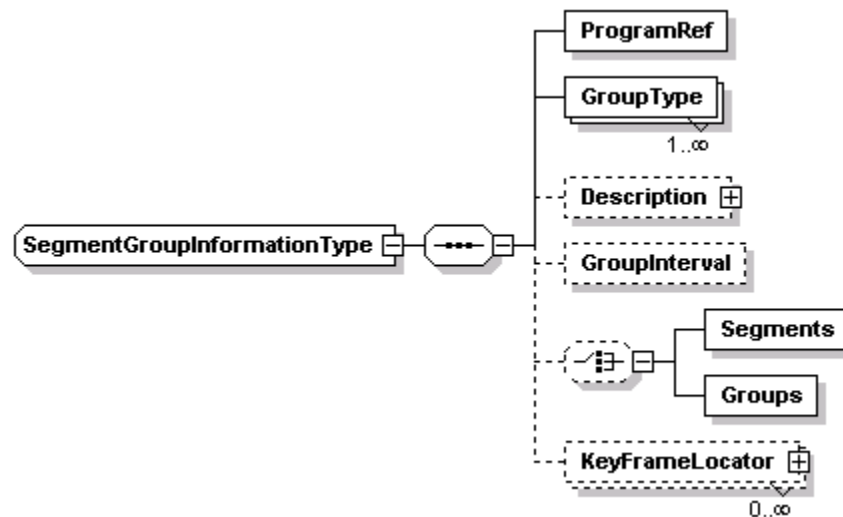 ProgramRef
GroupType
1..∞
Description
SegmentGroupInformationType
GroupInterval
Segments
Groups
KeyFrameLocator
0..∞